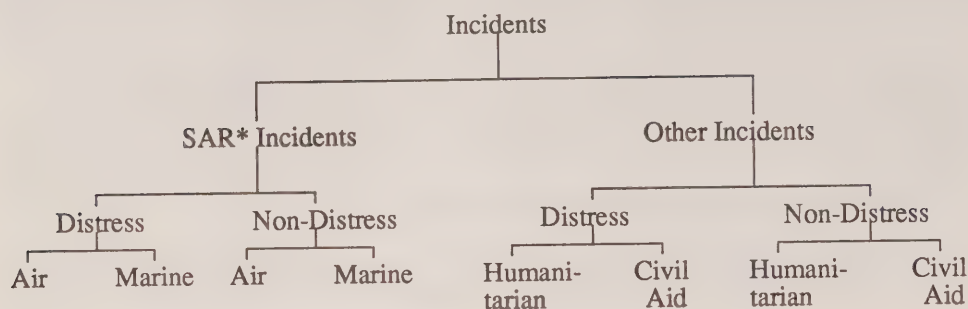 Incidents
SAR* Incidents Other Incidents
Distress Non-Distress Distress Non-Distress
Air Marine Air Marine Humani- Civil Humani- Civil
tarian Aid tarian Aid